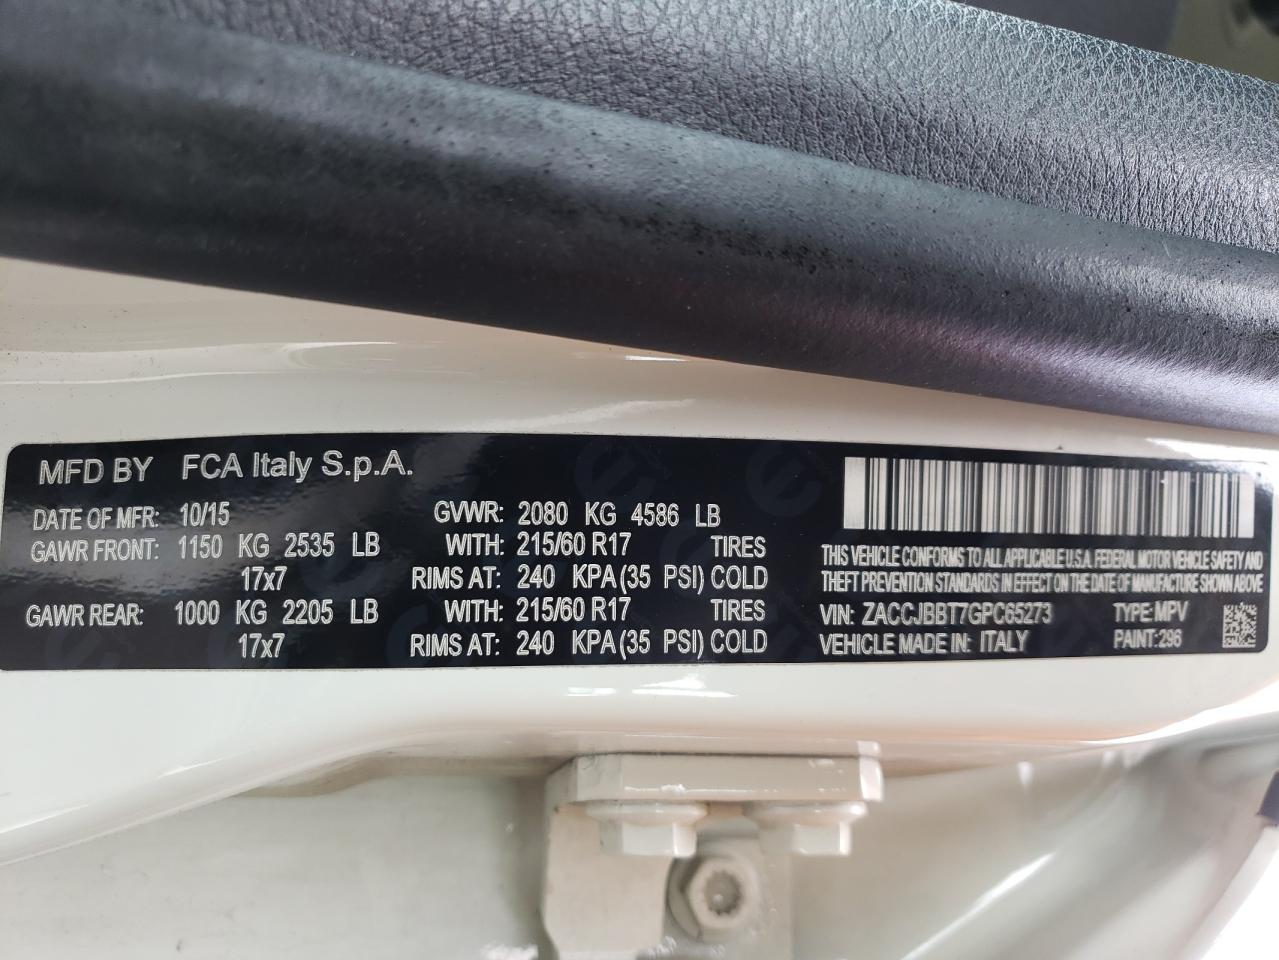 MFD BY FCA Italy S.p.A.
DATE OF MFR: 10/15 GVWR: 2080 KG 4586 LB
GAWR FRONT: 1150 KG 2535 LB WITH: 215/60 R17 TIRES
17x7 RIMS AT: 240 KPA(35 PSI) COLD
GAWR REAR: 1000 KG 2205 LB WITH: 215/60 R17 TIRES
17x7 RIMS AT: 240 KPA(35 PSI) COLD
THIS VEHICLE CONFORMS TO ALL APPLICABLE U.S.A. FEDERAL MOTOR VEHICLE SAFETY AND
THEFT PREVENTION STANDARDS IN EFFECT ON THE DATE OF MANUFACTURE SHOWN ABOVE
VIN: ZACCJBBT7GPC65273 TYPE: MPV
VEHICLE MADE IN: ITALY PAINT: 296